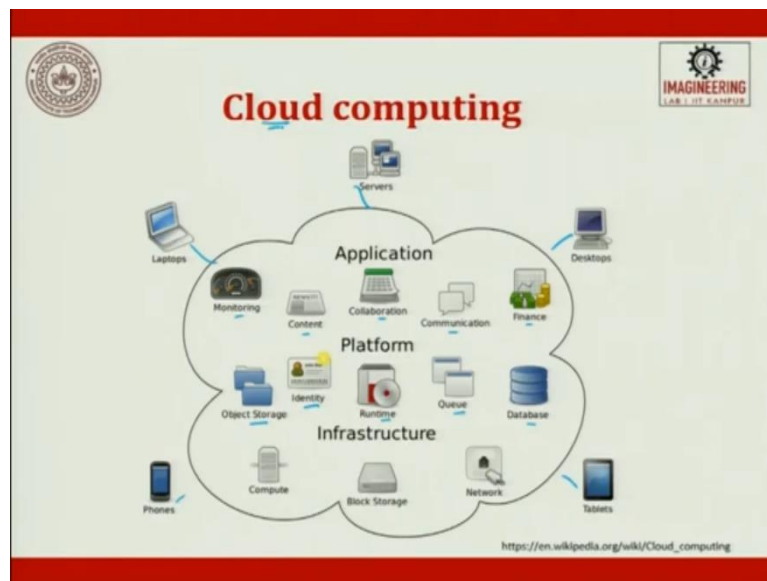 IMAGINEERING
LAB | IIT KANPUR
Cloud computing
Servers
Laptops
Desktops
Application
Monitoring
Content
Collaboration
Communication
Finance
Platform
Object Storage
Identity
Runtime
Queue
Database
Infrastructure
Compute
Block Storage
Network
Phones
Tablets
https://en.wikipedia.org/wiki/Cloud_computing